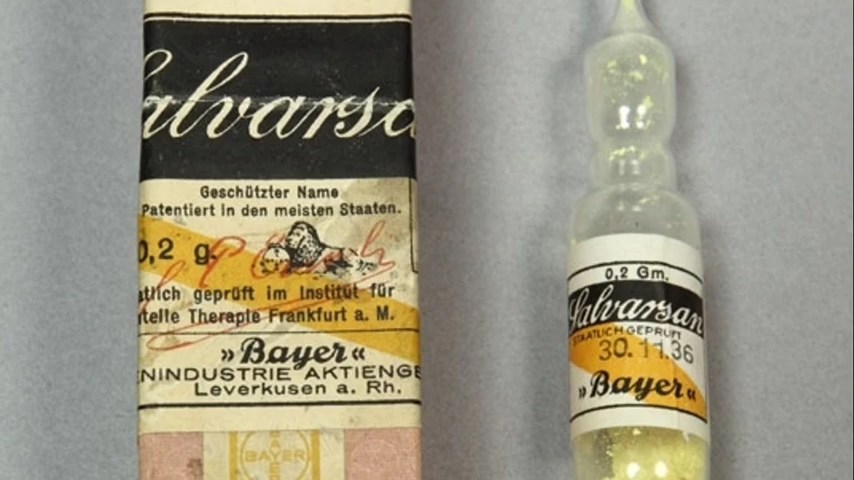 alvarsa
Geschützter Name
Patentiert in den meisten Staaten.
0,2 g.
atlich geprüft im Institut für
telle Therapie Frankfurt a. M.
»Bayer«
ENINDUSTRIE AKTIENGE
Leverkusen a. Rh.
BAYER
0,2 Gm.
Salvarsan
STAATLICH GEPRÜFT
30.11.36
»Bayer«